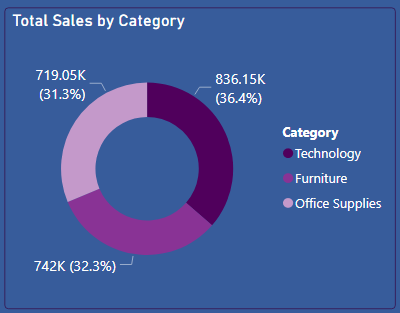 Total Sales by Category
719.05K
(31.3%)
836.15K
(36.4%)
Category
Technology
Furniture
Office Supplies
742K (32.3%)